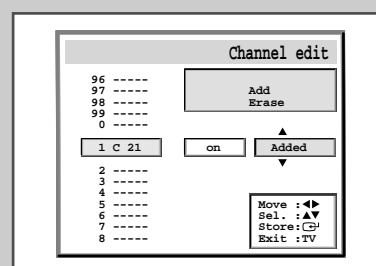 Channel edit
96 -----
97 -----
98 -----
99 -----
0 -----
Add
Erase
1 C 21 on Added
2 -----
3 -----
4 -----
5 -----
6 -----
7 -----
8 -----
Move :◀▶
Sel. :▲▼
Store:
Exit :TV